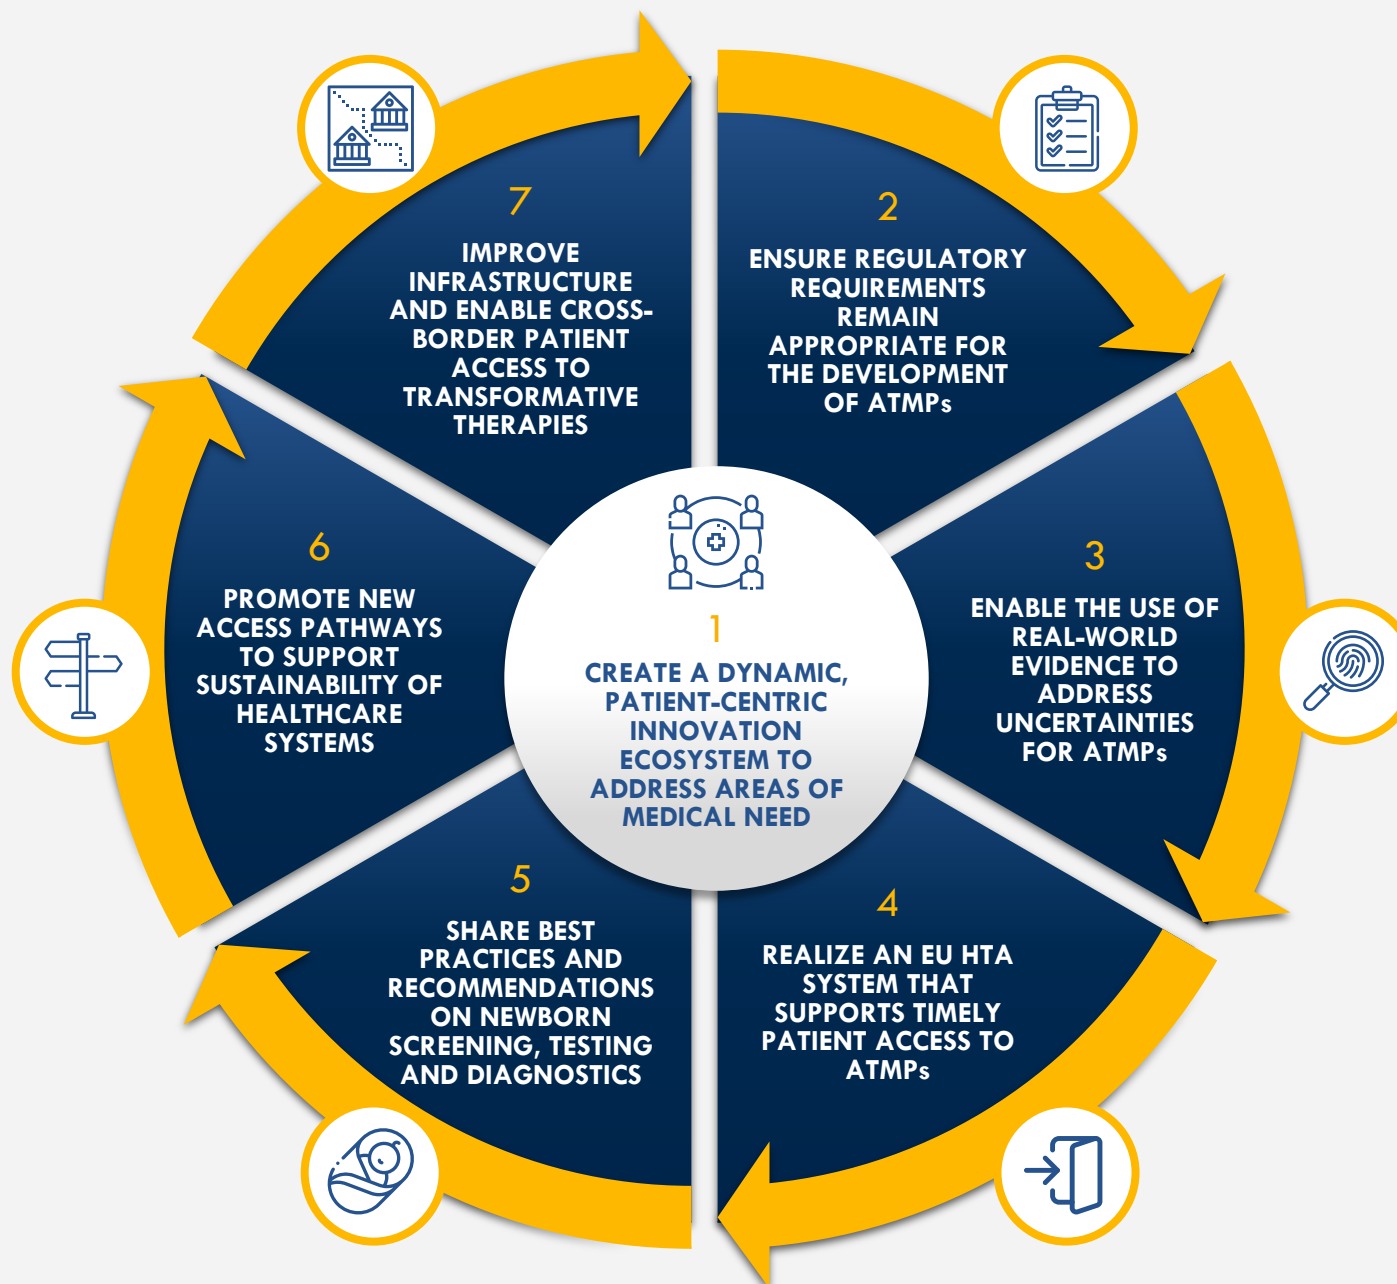 1
CREATE A DYNAMIC,
PATIENT-CENTRIC
INNOVATION
ECOSYSTEM TO
ADDRESS AREAS OF
MEDICAL NEED
2
ENSURE REGULATORY
REQUIREMENTS
REMAIN
APPROPRIATE FOR
THE DEVELOPMENT
OF ATMPs
3
ENABLE THE USE OF
REAL-WORLD
EVIDENCE TO
ADDRESS
UNCERTAINTIES
FOR ATMPs
4
REALIZE AN EU HTA
SYSTEM THAT
SUPPORTS TIMELY
PATIENT ACCESS TO
ATMPs
5
SHARE BEST
PRACTICES AND
RECOMMENDATIONS
ON NEWBORN
SCREENING, TESTING
AND DIAGNOSTICS
6
PROMOTE NEW
ACCESS PATHWAYS
TO SUPPORT
SUSTAINABILITY OF
HEALTHCARE
SYSTEMS
7
IMPROVE
INFRASTRUCTURE
AND ENABLE CROSS-
BORDER PATIENT
ACCESS TO
TRANSFORMATIVE
THERAPIES